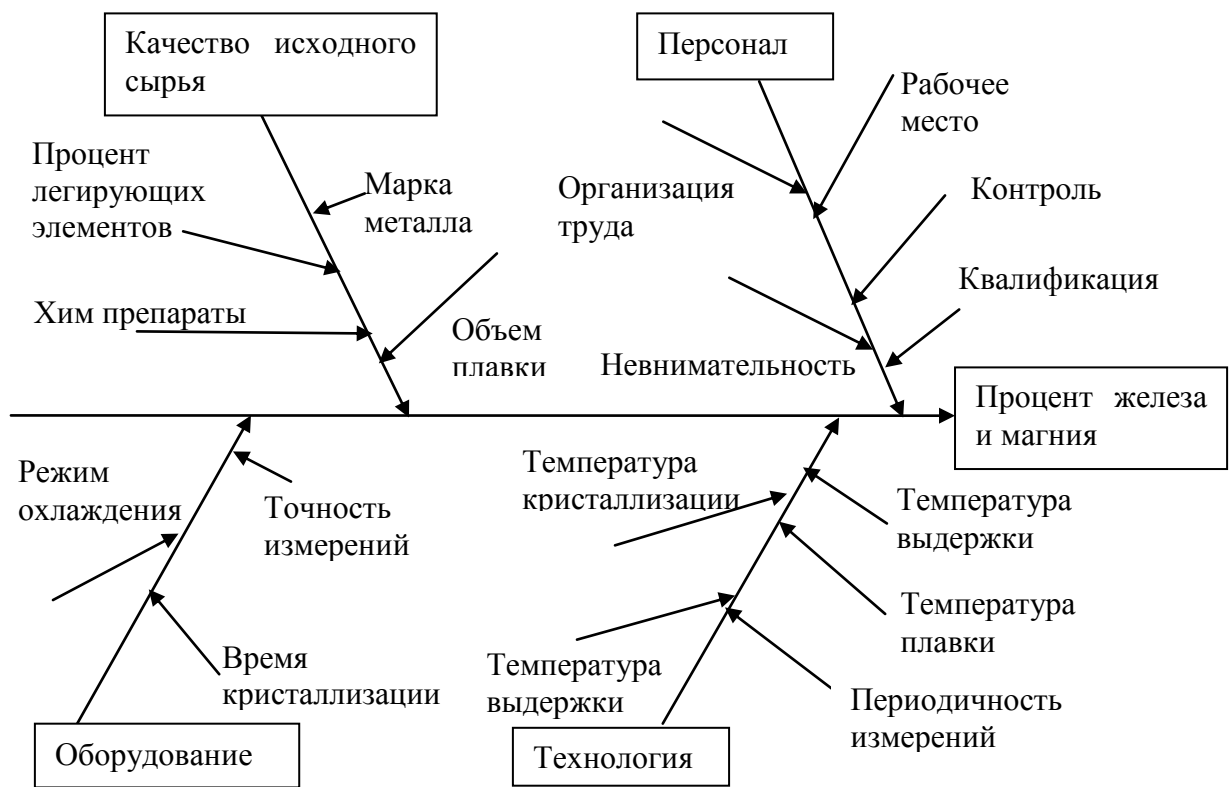 Качество исходного
сырья
Персонал
Рабочее
место
Процент
легирующих
элементов
Марка
металла
Организация
труда
Контроль
Квалификация
Хим препараты
Объем
плавки
Невнимательность
Процент железа
и магния
Режим
охлаждения
Точность
измерений
Температура
кристаллизации
Температура
выдержки
Температура
плавки
Время
кристаллизации
Температура
выдержки
Периодичность
измерений
Оборудование
Технология